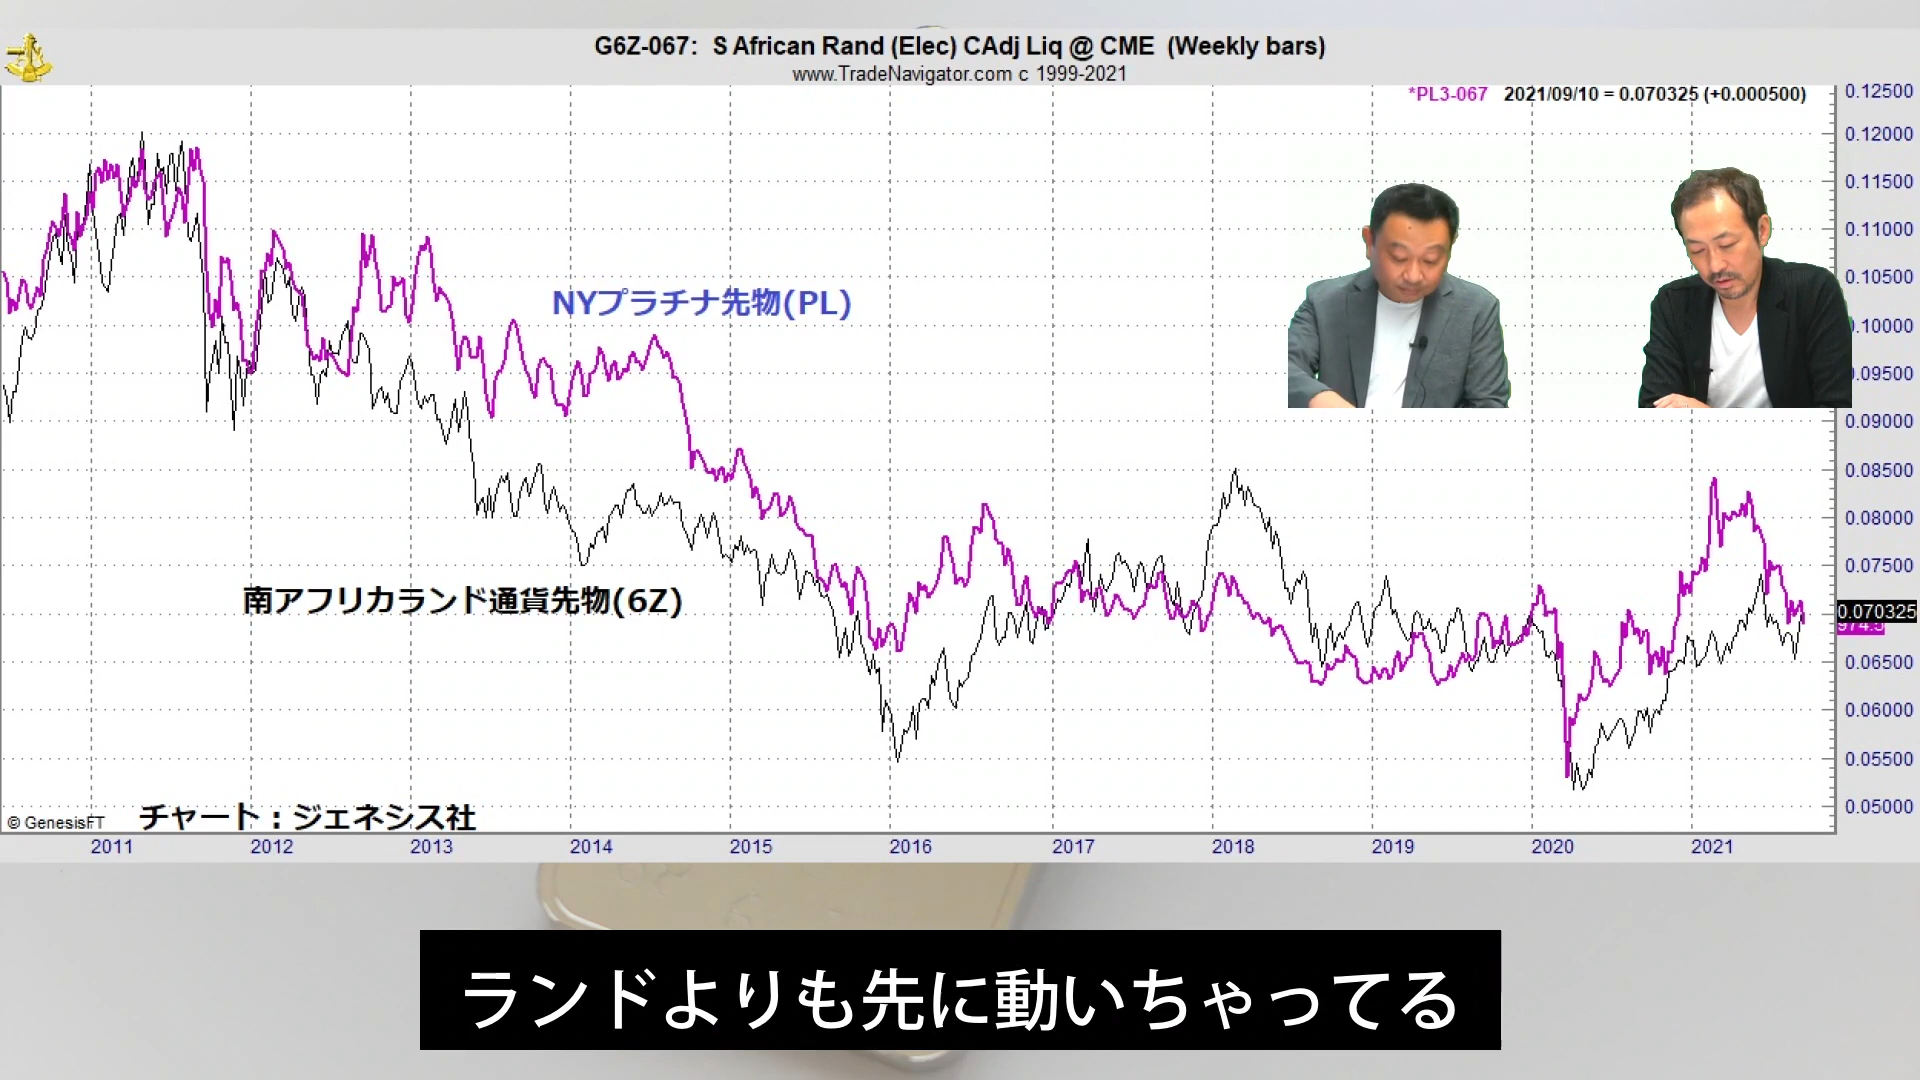 G6Z-067: S African Rand (Elec) CAdj Liq @ CME (Weekly bars)
www.TradeNavigator.com c 1999-2021
*PL3-067 2021/09/10 = 0.070325 (+0.000500)
0.12500
0.12000
0.11500
0.11000
0.10500
0.10000
0.09500
0.09000
0.08500
0.08000
0.07500
0.070325
974.5
0.06500
0.06000
0.05500
0.05000
NYプラチナ先物(PL)
南アフリカランド通貨先物(6Z)
© GenesisFT
チャート：ジェネシス社
2011 2012 2013 2014 2015 2016 2017 2018 2019 2020 2021
ランドよりも先に動いちゃってる